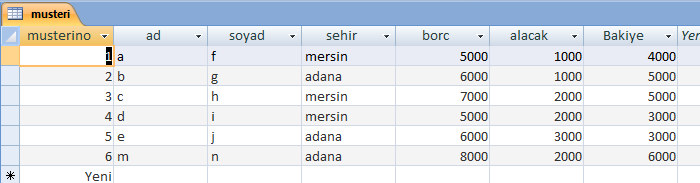 musteri
musterino ad soyad sehir borc alacak Bakiye Yer
1 a f mersin 5000 1000 4000
2 b g adana 6000 1000 5000
3 c h mersin 7000 2000 5000
4 d i mersin 5000 2000 3000
5 e j adana 6000 3000 3000
6 m n adana 8000 2000 6000
Yeni